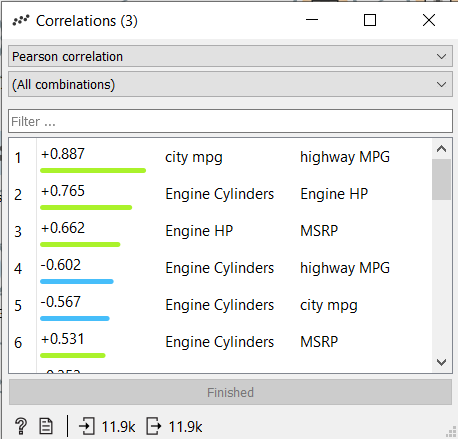 Correlations (3)
Pearson correlation
(All combinations)
Filter ...
1 +0.887 city mpg highway MPG
2 +0.765 Engine Cylinders Engine HP
3 +0.662 Engine HP MSRP
4 -0.602 Engine Cylinders highway MPG
5 -0.567 Engine Cylinders city mpg
6 +0.531 Engine Cylinders MSRP
Finished
? 11.9k 11.9k